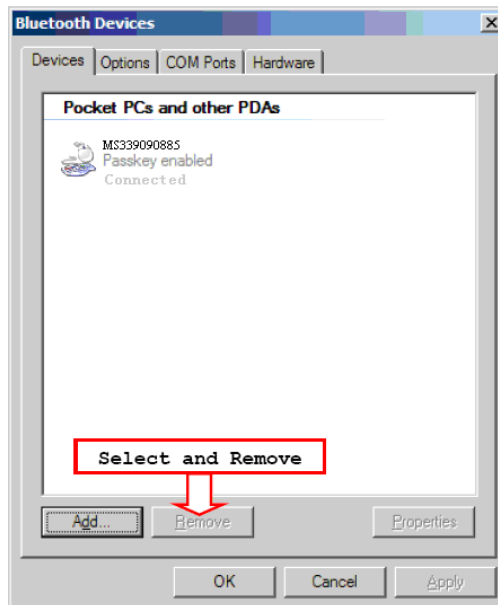 Bluetooth Devices
Devices Options COM Ports Hardware
Pocket PCs and other PDAs
MS339090885
Passkey enabled
Connected
Select and Remove
Add... Remove Properties
OK Cancel Apply